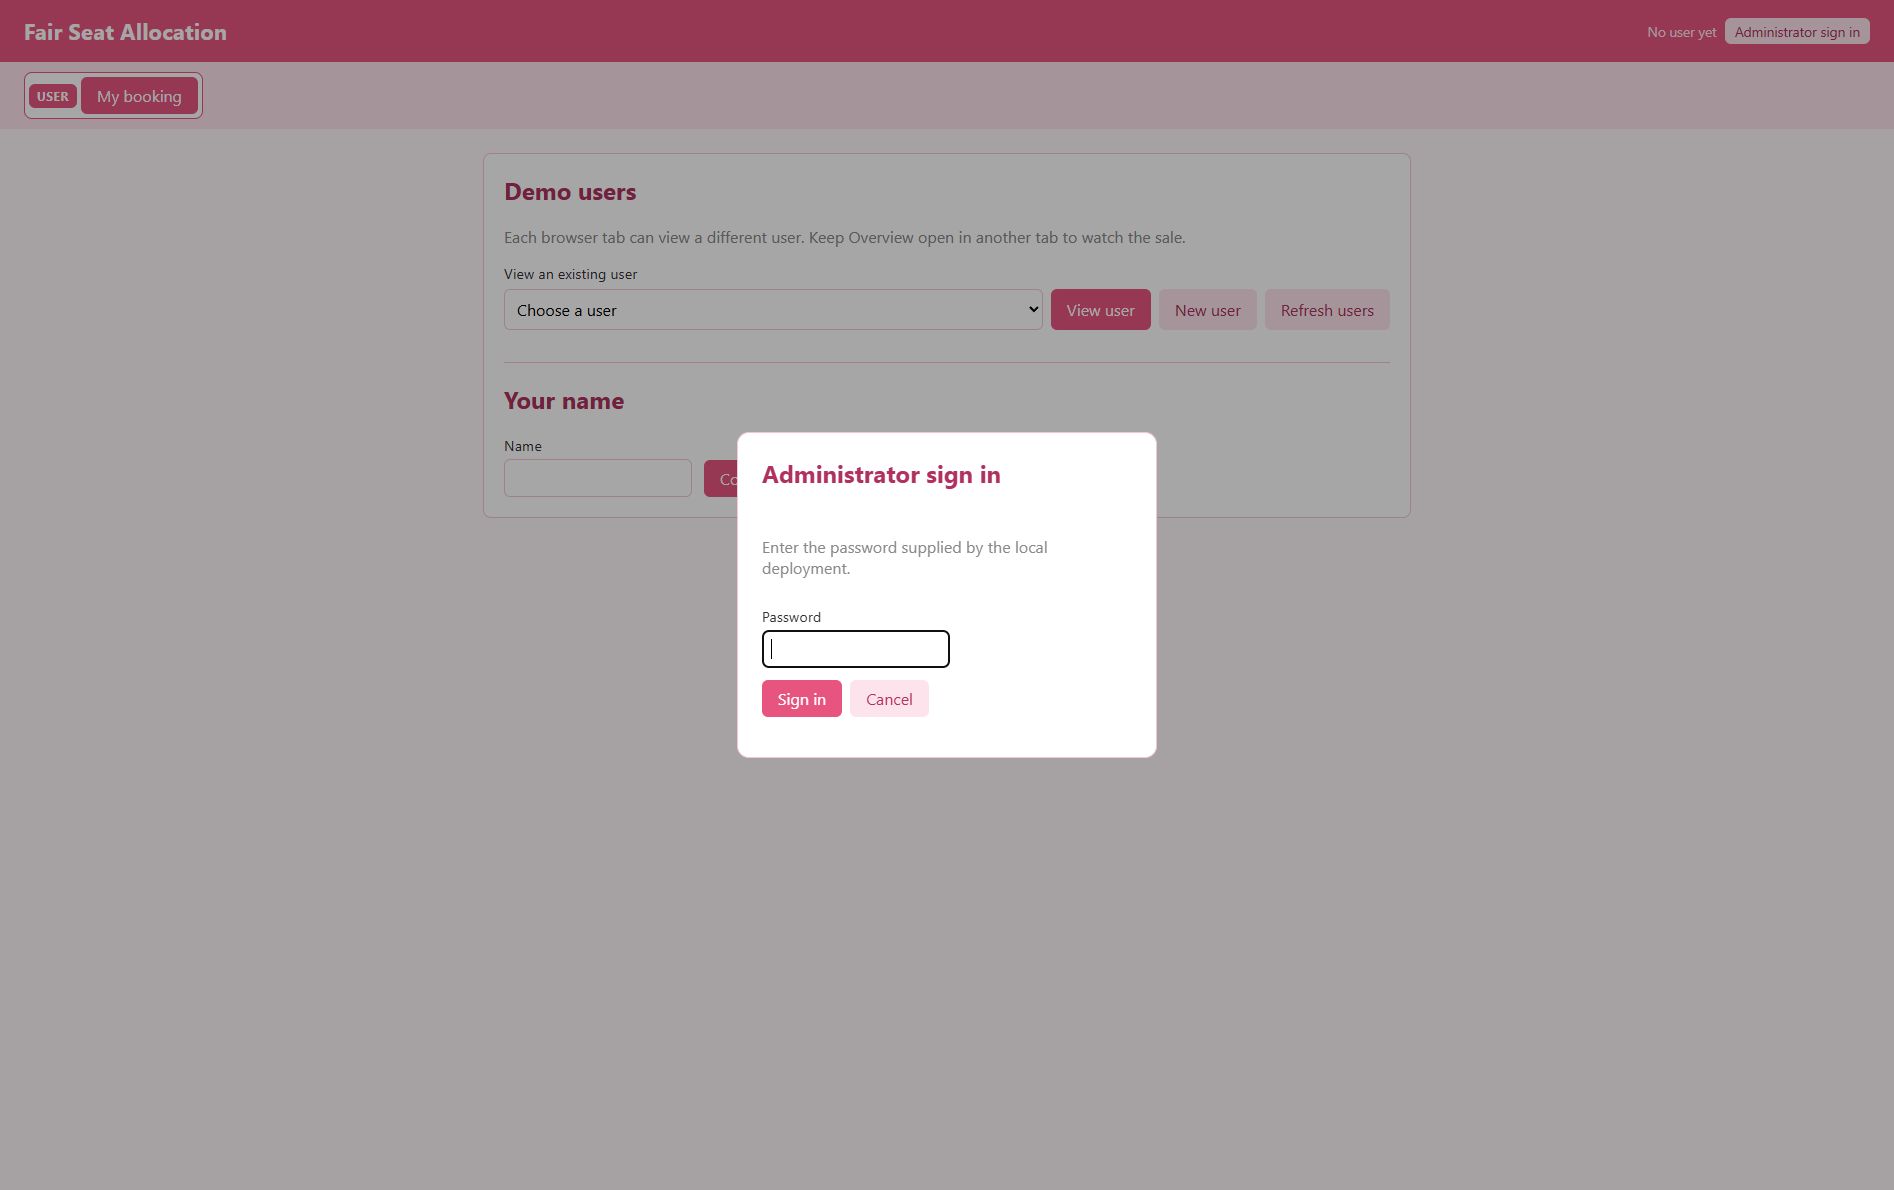 Fair Seat Allocation
No user yet
Administrator sign in
USER
My booking
Demo users
Each browser tab can view a different user. Keep Overview open in another tab to watch the sale.
View an existing user
Choose a user
View user
New user
Refresh users
Your name
Name
Co
Administrator sign in
Enter the password supplied by the local
deployment.
Password
Sign in
Cancel